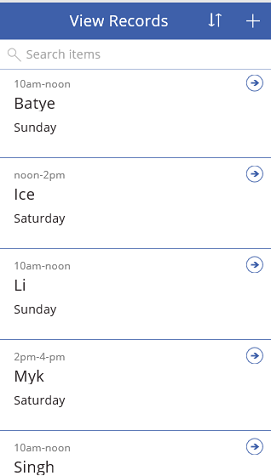 View Records
Search items
10am-noon
Batye
Sunday
noon-2pm
Ice
Saturday
10am-noon
Li
Sunday
2pm-4-pm
Myk
Saturday
10am-noon
Singh